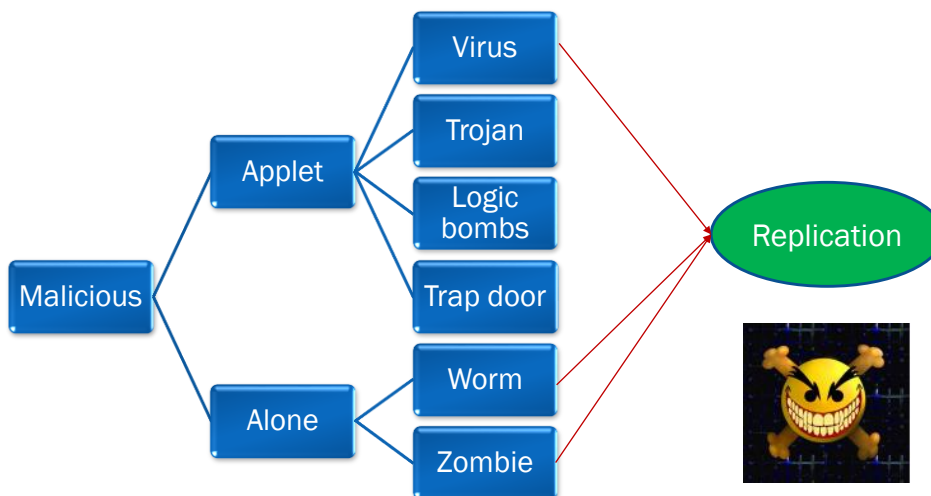 Virus
Trojan
Applet
Logic
bombs
Replication
Malicious
Trap door
Worm
Alone
Zombie